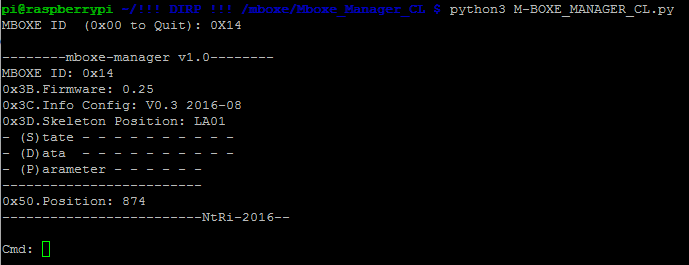 pi@raspberrypi ~/!!! DIRP !!! /mboxe/Mboxe_Manager_CL $ python3 M-BOXE_MANAGER_CL.py
MBOXE ID  (0x00 to Quit): 0X14
--------mboxe-manager v1.0--------
MBOXE ID: 0x14
0x3B.Firmware: 0.25
0x3C.Info Config: V0.3 2016-08
0x3D.Skeleton Position: LA01
- (S)tate - - - - - - - - - -
- (D)ata  - - - - - - - - - -
- (P)arameter - - - - - -
-------------------------
0x50.Position: 874
-------------------------NtRi-2016--
Cmd: